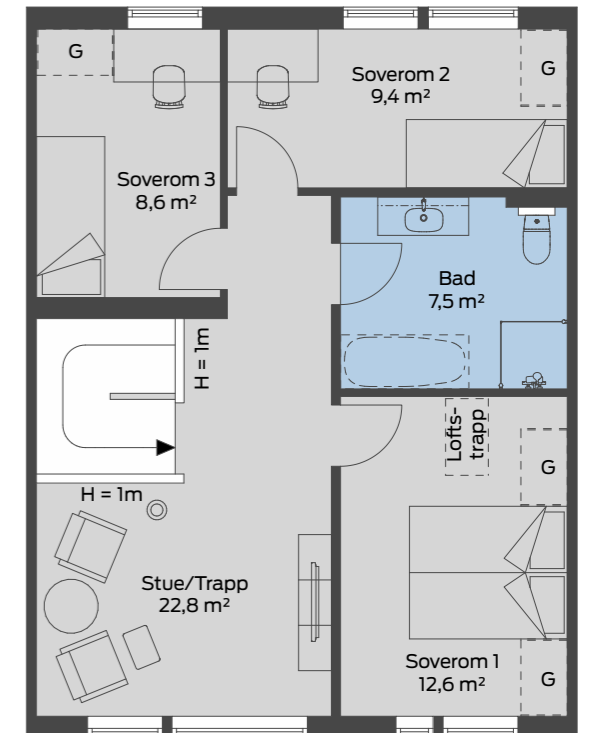 G
Soverom 2
9,4 m²
G
Soverom 3
8,6 m²
Bad
7,5 m²
H = 1m
Lofts-
trapp
G
H = 1m
Stue/Trapp
22,8 m²
Soverom 1
12,6 m²
G